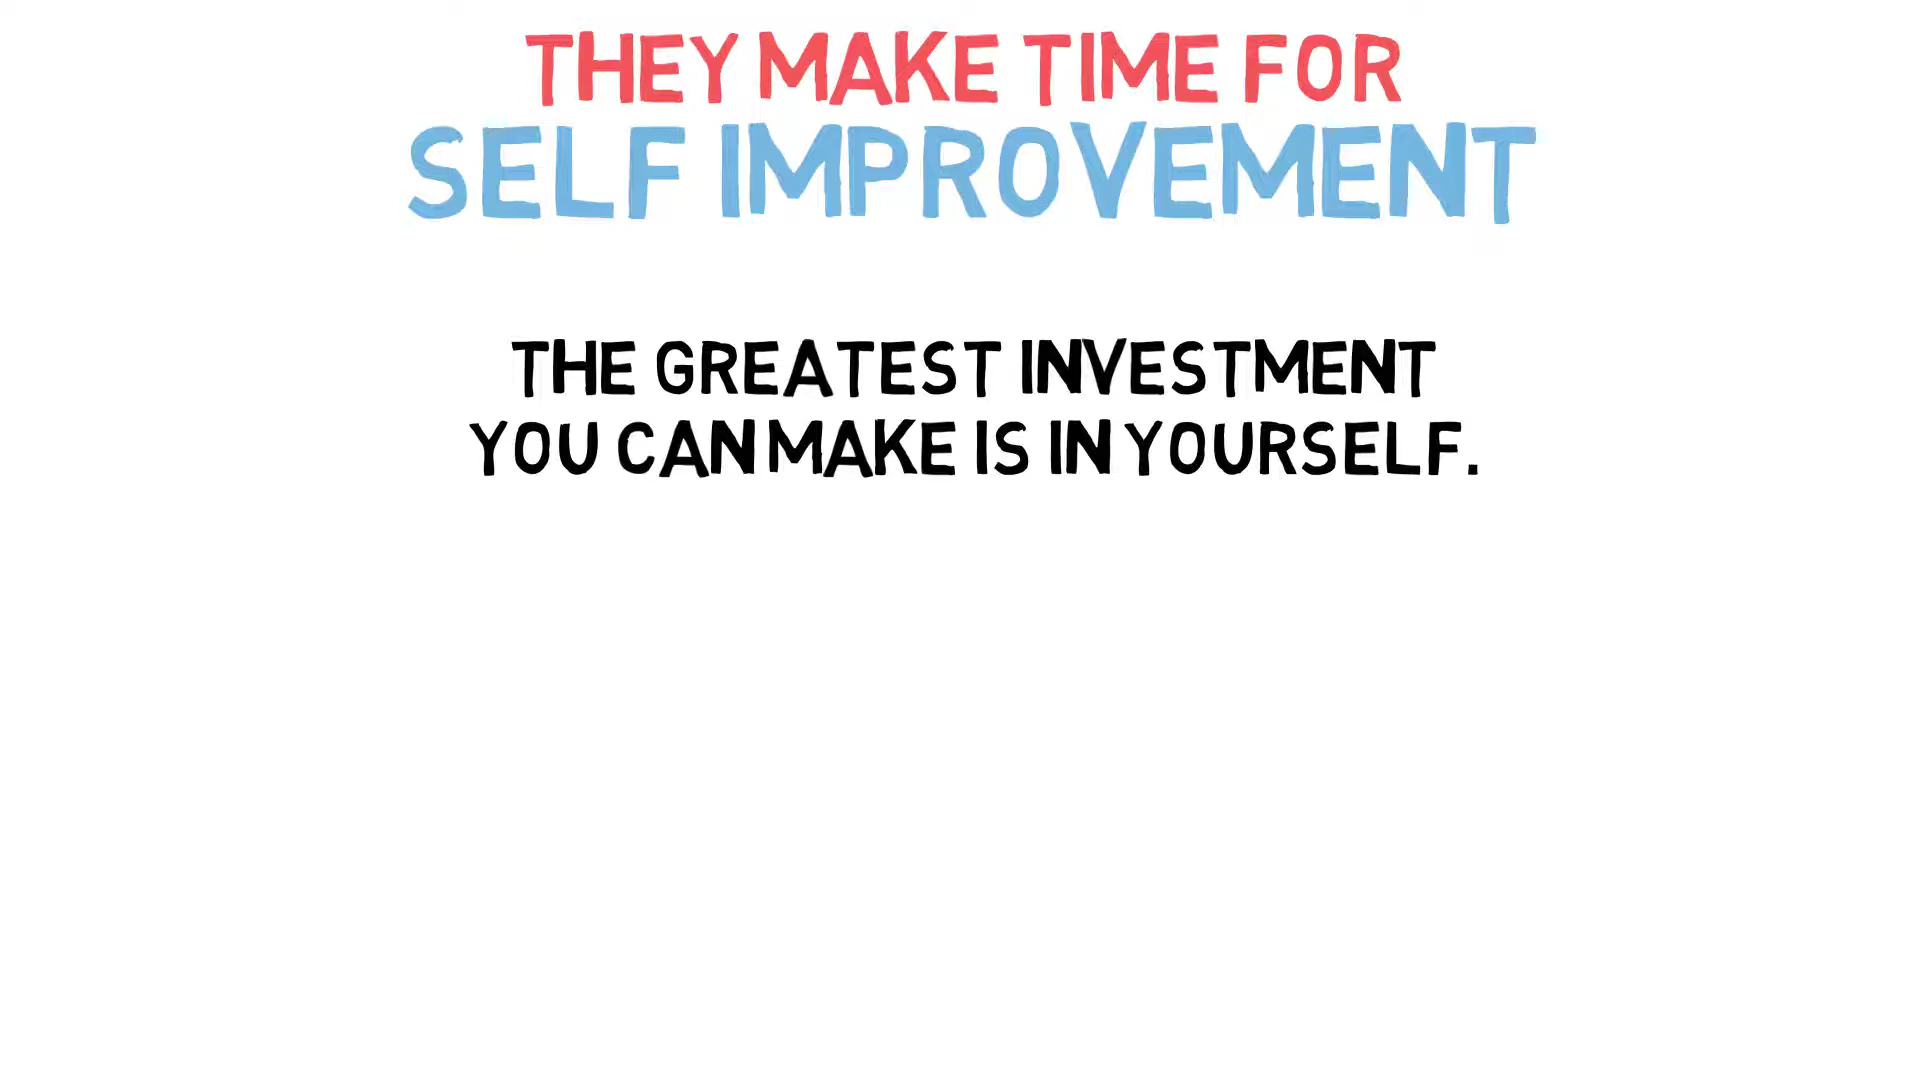 THEY MAKE TIME FOR
SELF IMPROVEMENT
THE GREATEST INVESTMENT
YOU CAN MAKE IS IN YOURSELF.